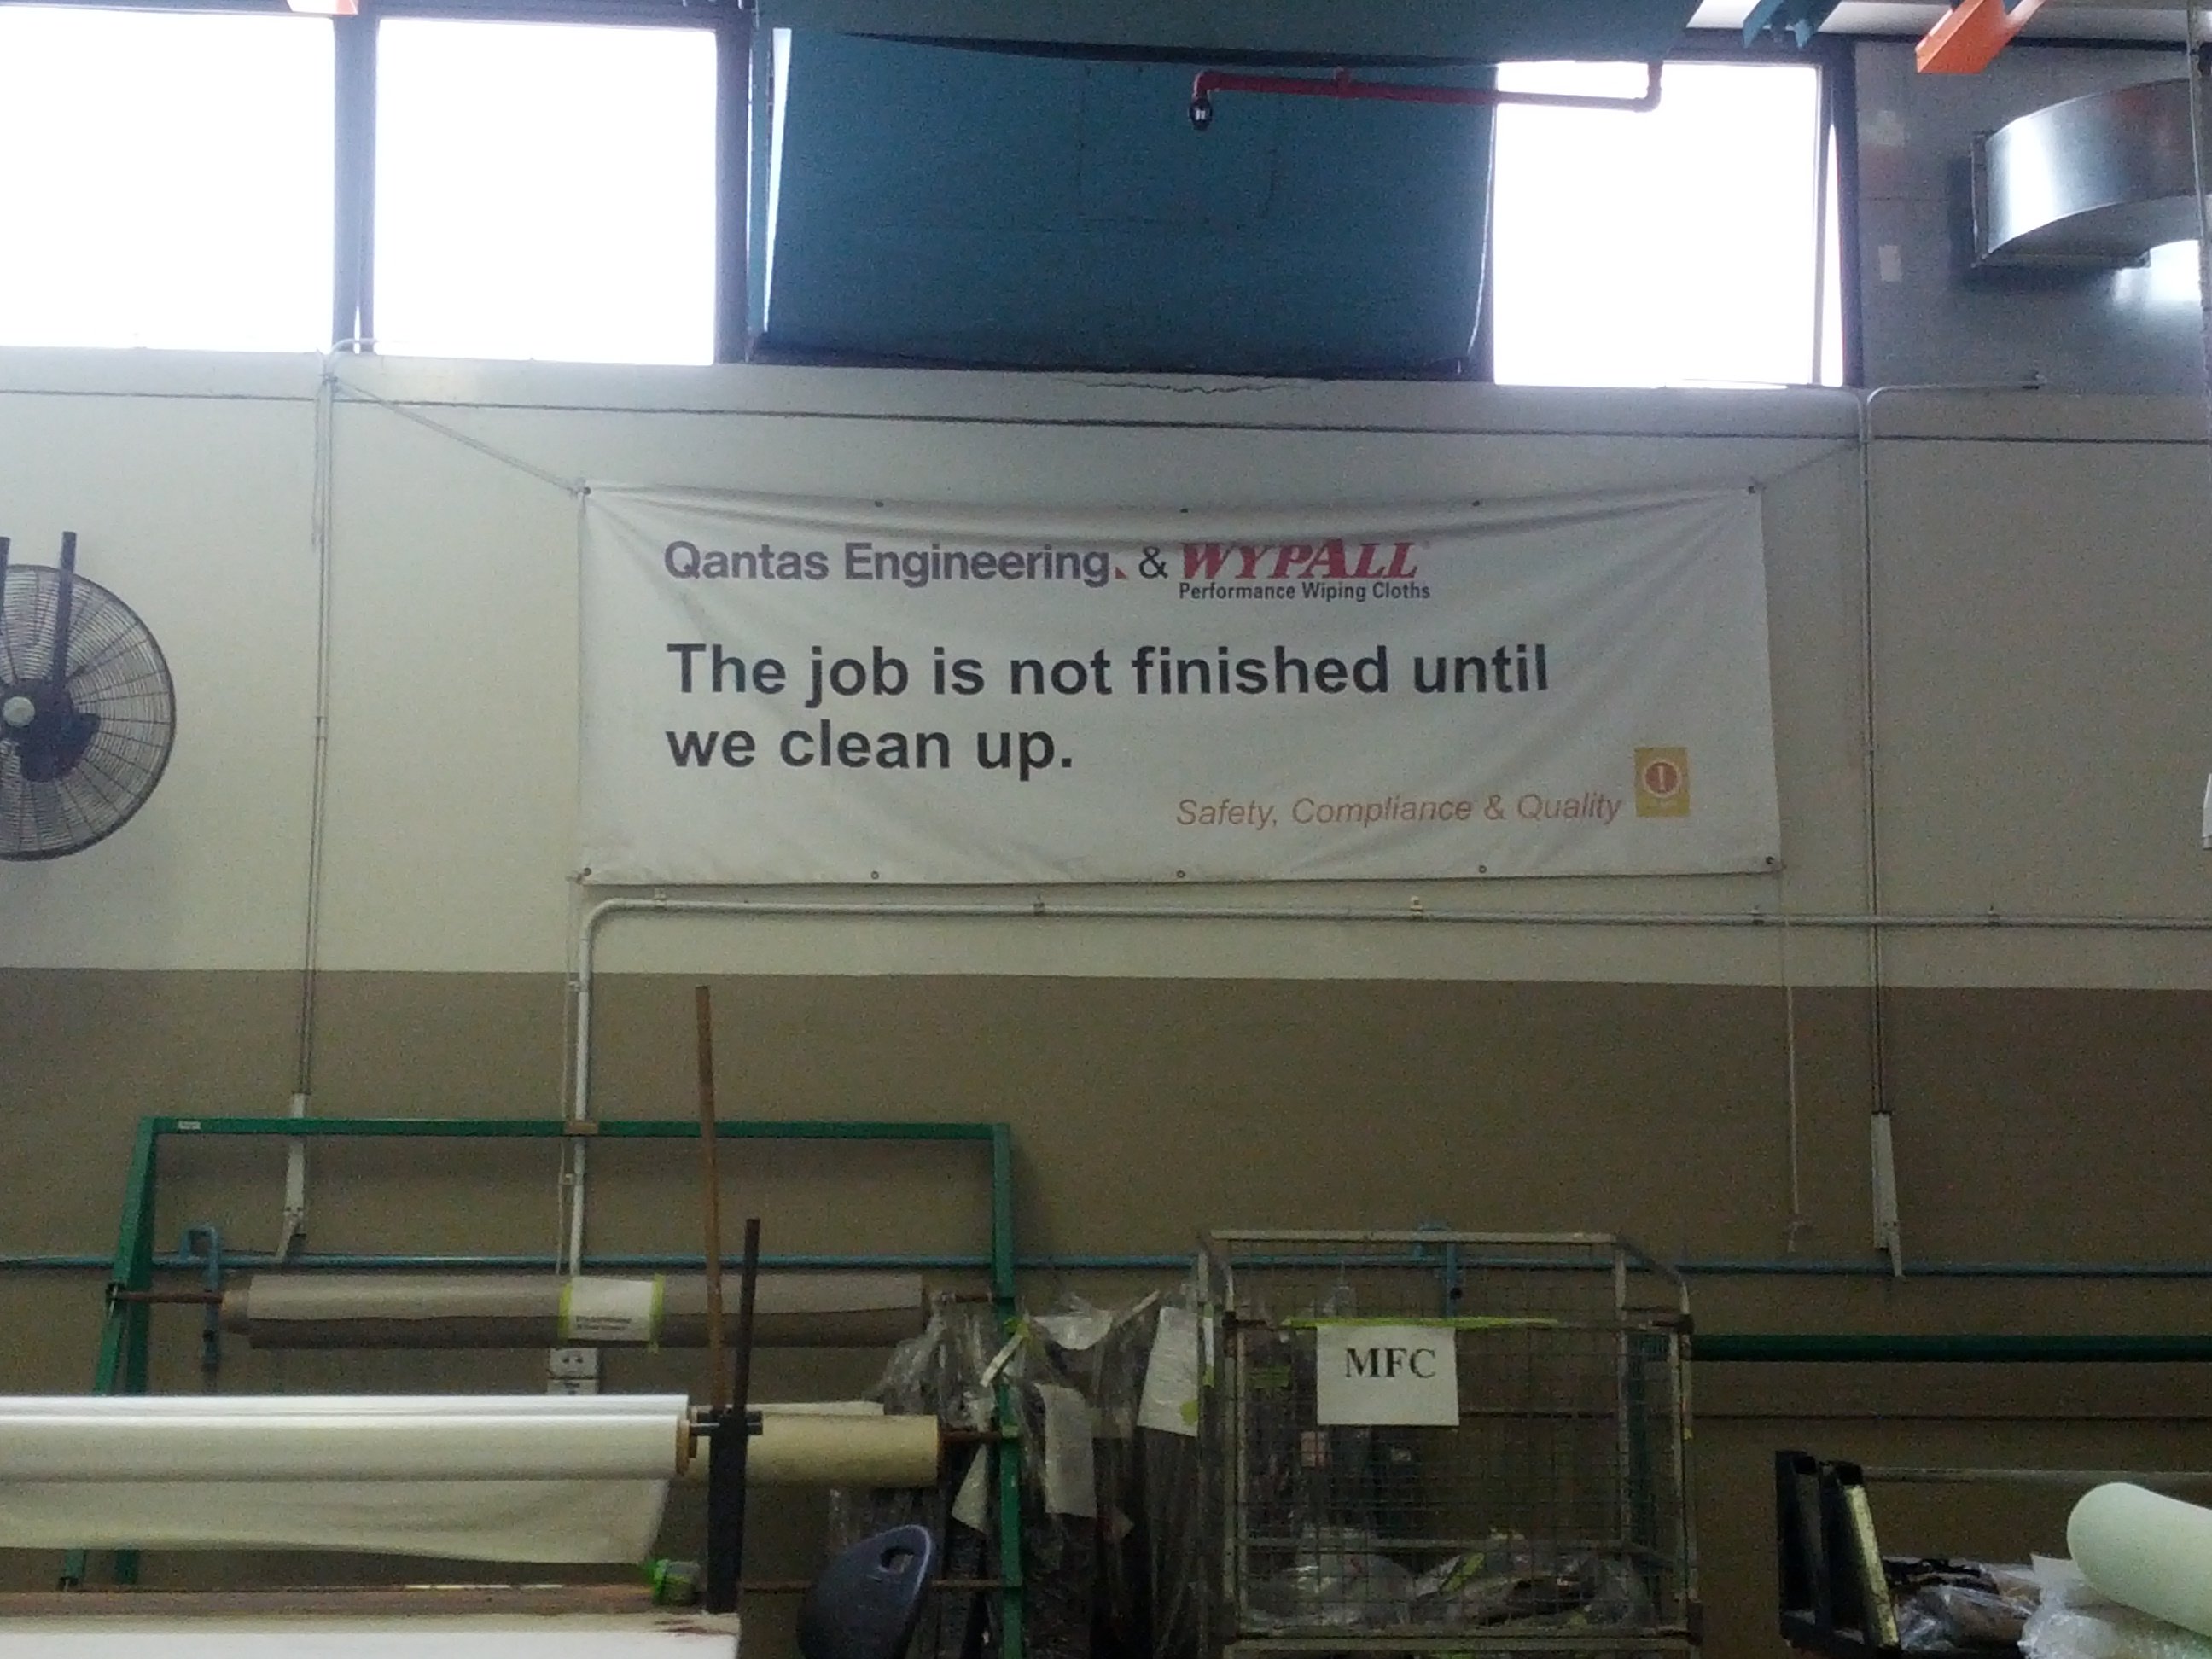 Qantas Engineering. & WYPALL
Performance Wiping Cloths
The job is not finished until
we clean up.
Safety, Compliance & Quality
MFC